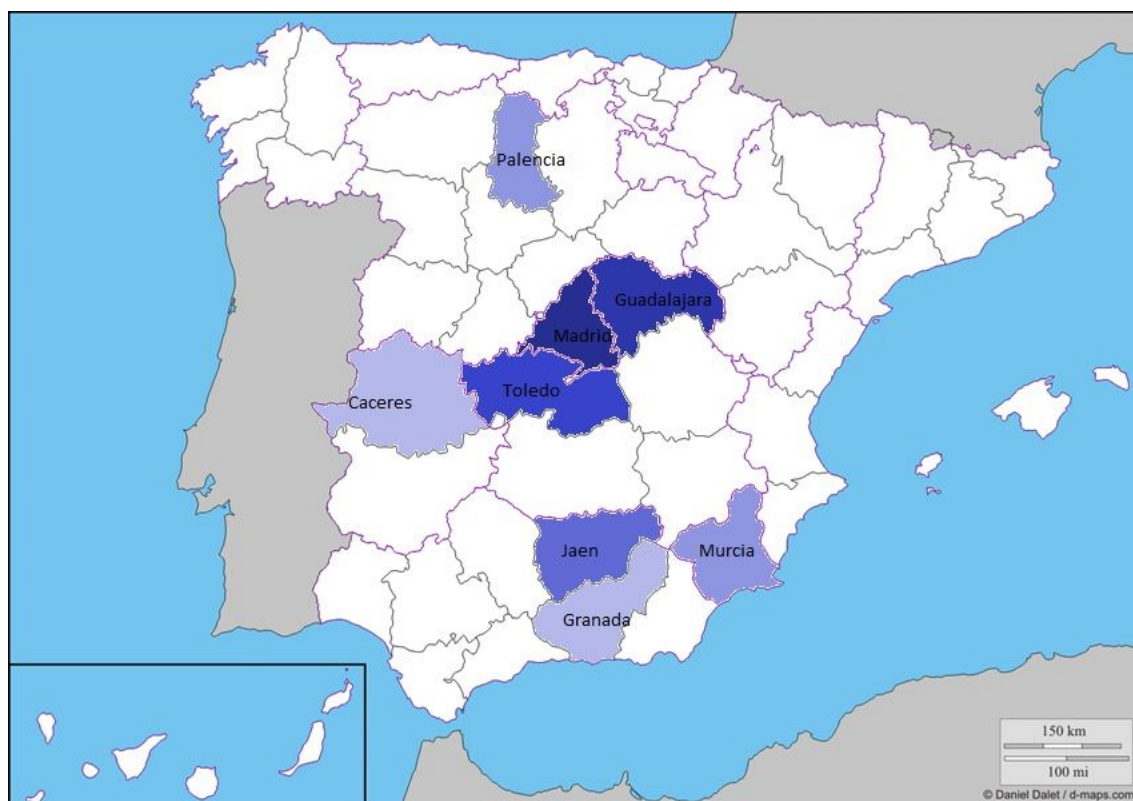 Palencia
Guadalajara
Madrid
Toledo
Caceres
Jaen
Murcia
Granada
150 km
100 mi
© Daniel Dalet / d-maps.com